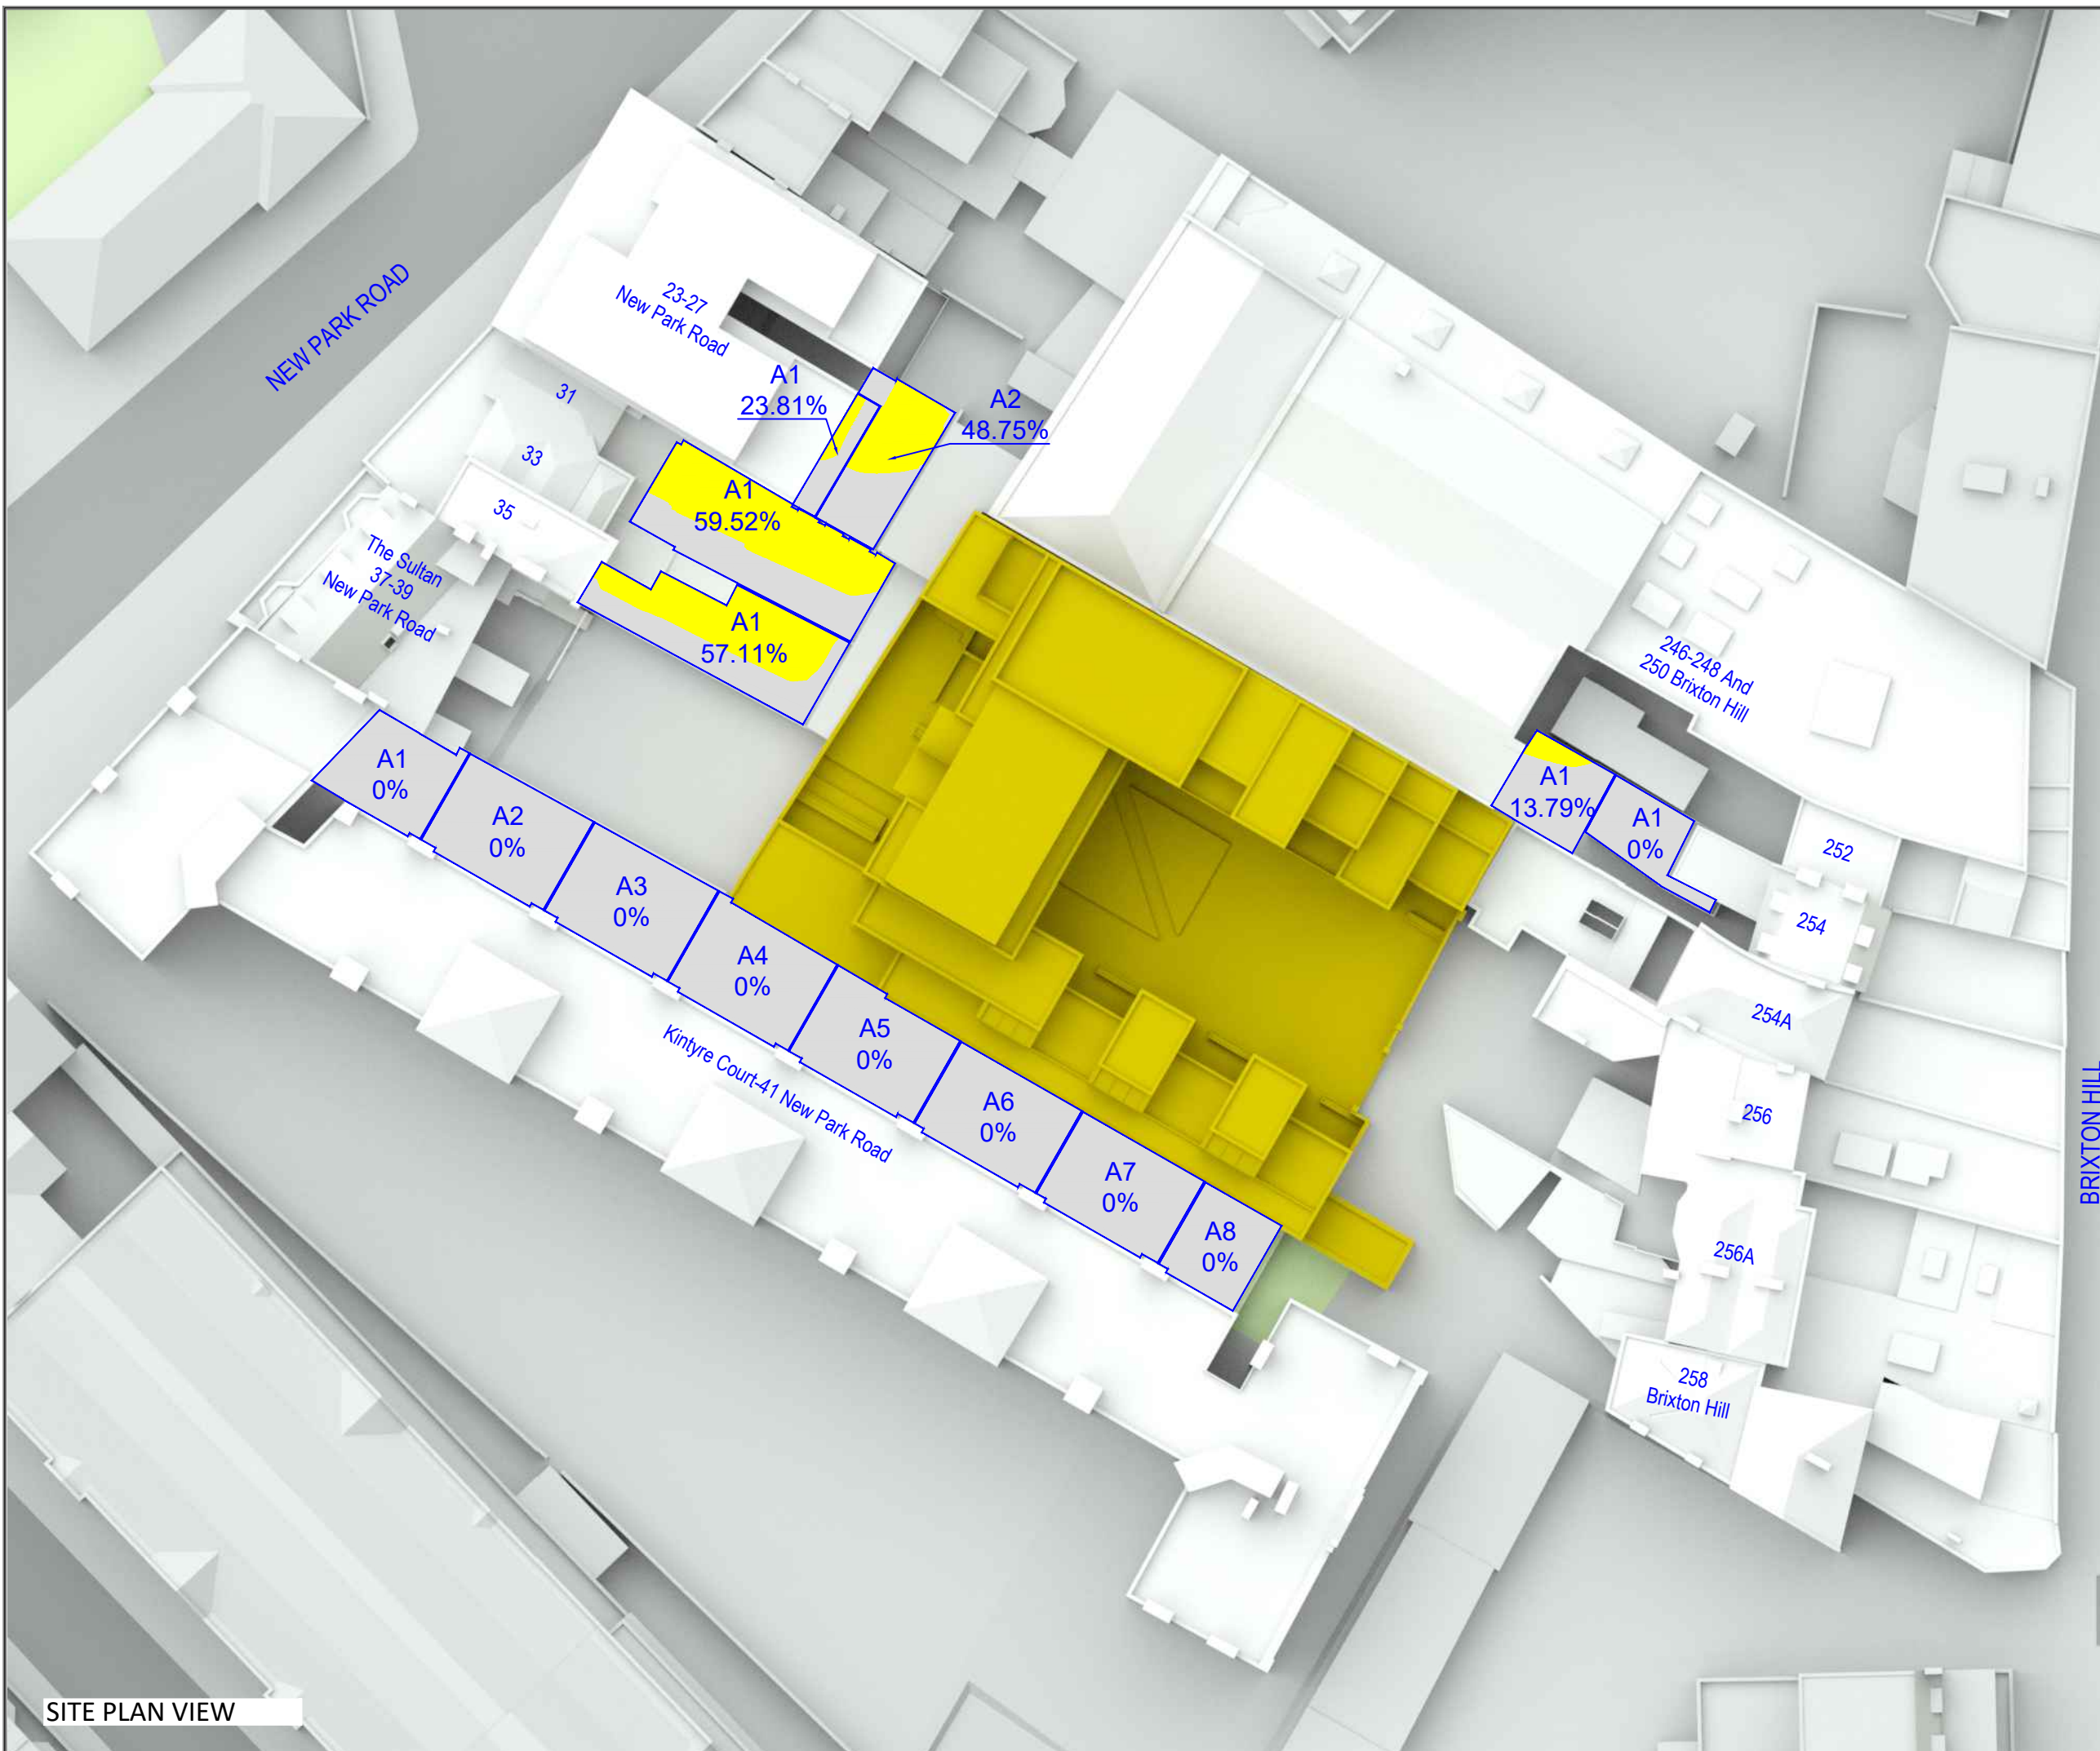 NEW PARK ROAD
23-27
New Park Road
31
33
35
The Sultan
37-39
New Park Road
A1
23.81%
A2
48.75%
A1
59.52%
A1
57.11%
246-248 And
250 Brixton Hill
A1
13.79%
A1
0%
252
254
254A
256
256A
258
Brixton Hill
BRIXTON HILL
A1
0%
A2
0%
A3
0%
A4
0%
A5
0%
A6
0%
A7
0%
A8
0%
Kintyre Court-41 New Park Road
SITE PLAN VIEW